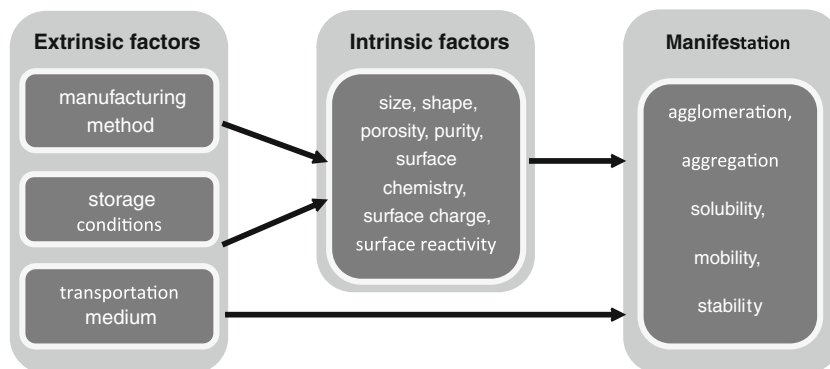 Extrinsic factors
manufacturing
method
storage
conditions
transportation
medium
Intrinsic factors
size, shape,
porosity, purity,
surface
chemistry,
surface charge,
surface reactivity
Manifestation
agglomeration,
aggregation
solubility,
mobility,
stability